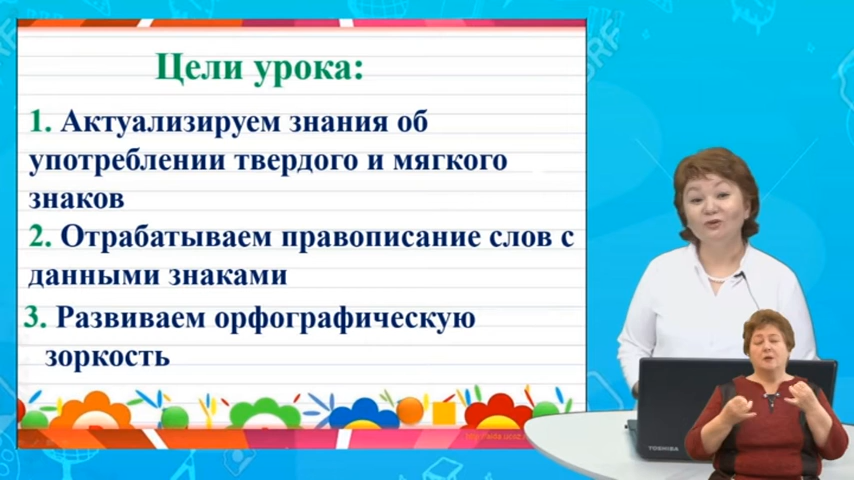 Цели урока:
1. Актуализируем знания об
употреблении твердого и мягкого
знаков
2. Отрабатываем правописание слов с
данными знаками
3. Развиваем орфографическую
зоркость
TOSHIBA